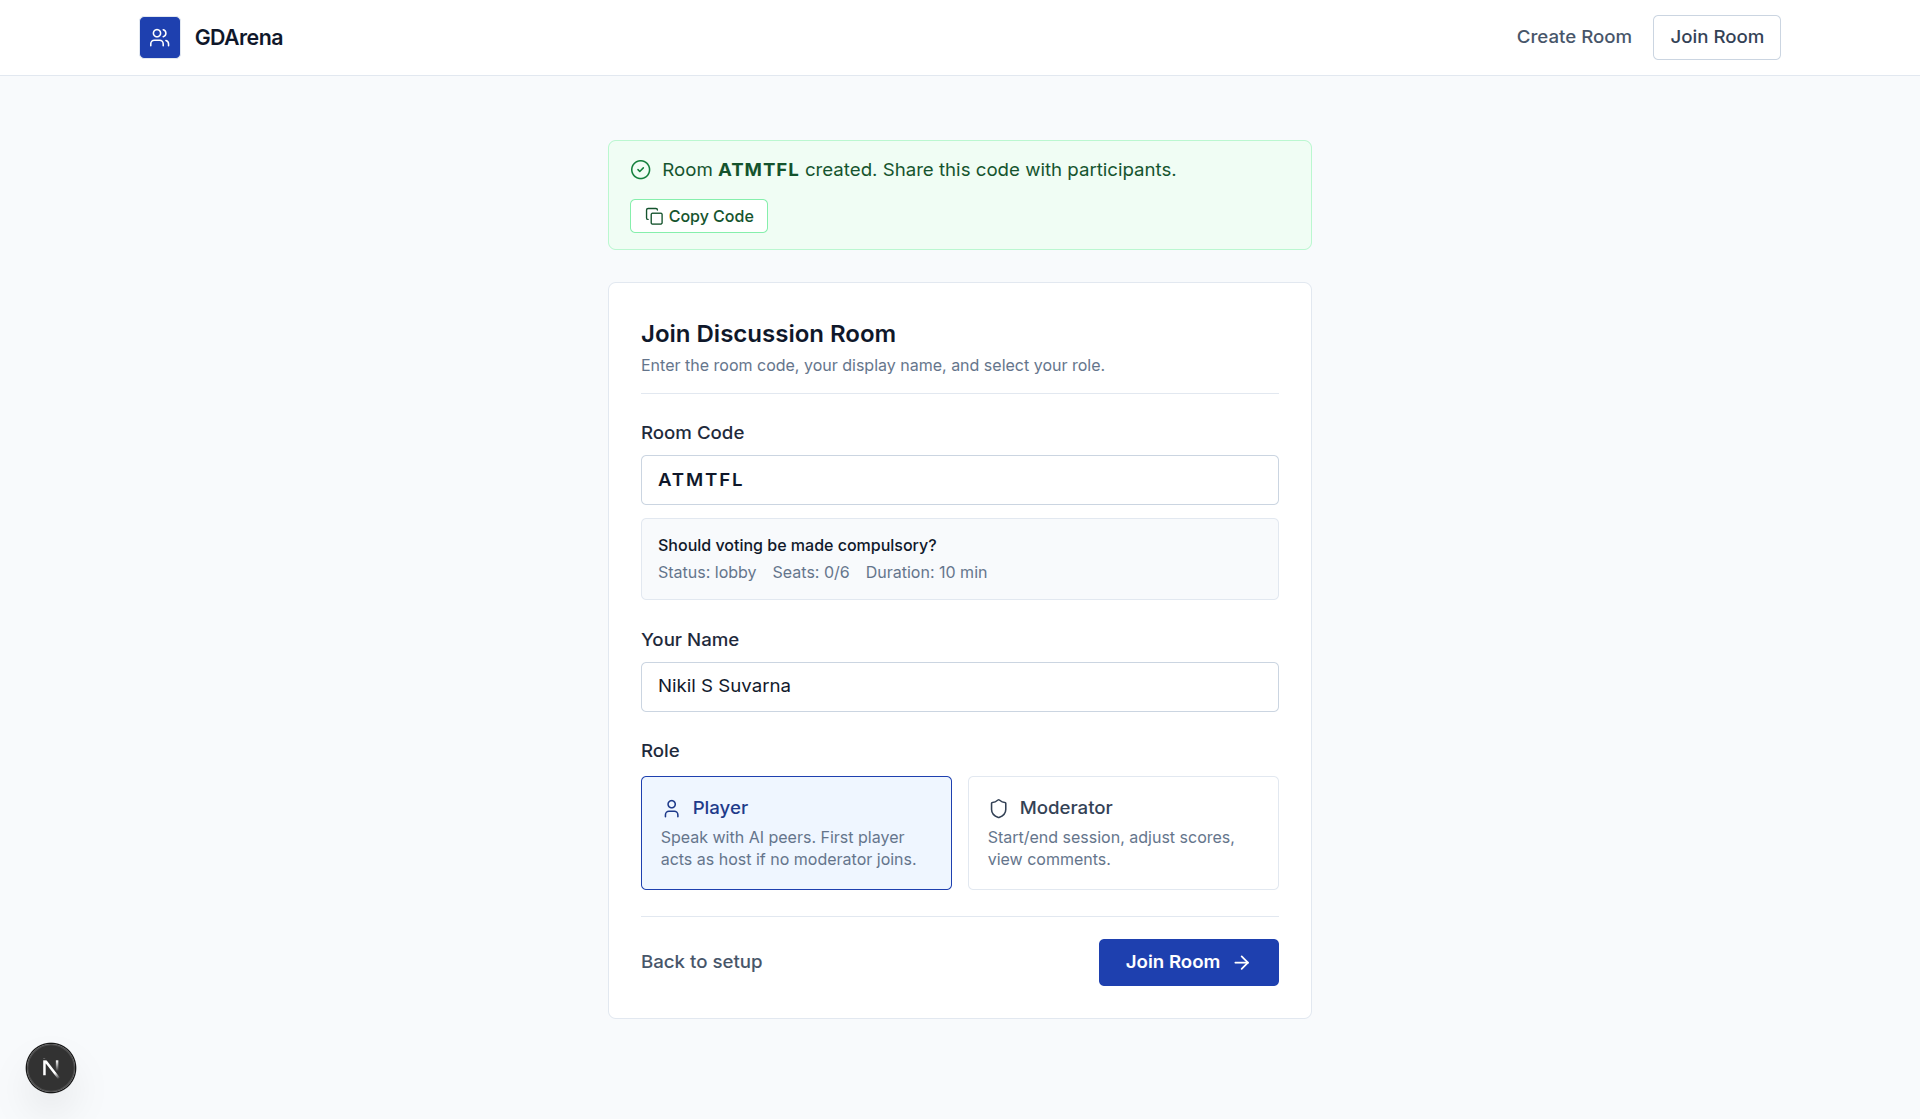 GDArena
Create Room
Join Room
Room ATMTFL created. Share this code with participants.
Copy Code
Join Discussion Room
Enter the room code, your display name, and select your role.
Room Code
ATMTFL
Should voting be made compulsory?
Status: lobby Seats: 0/6 Duration: 10 min
Your Name
Nikil S Suvarna
Role
Player
Speak with AI peers. First player
acts as host if no moderator joins.
Moderator
Start/end session, adjust scores,
view comments.
Back to setup
Join Room
N